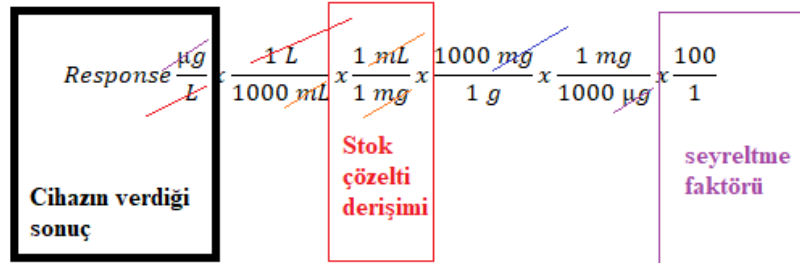 Response µg/L x 1 L/1000 mL x 1 mL/1 mg x 1000 mg/1 g x 1 mg/1000 µg x 100/1
Cihazın verdiği
sonuç
Stok
çözelti
derişimi
seyreltme
faktörü